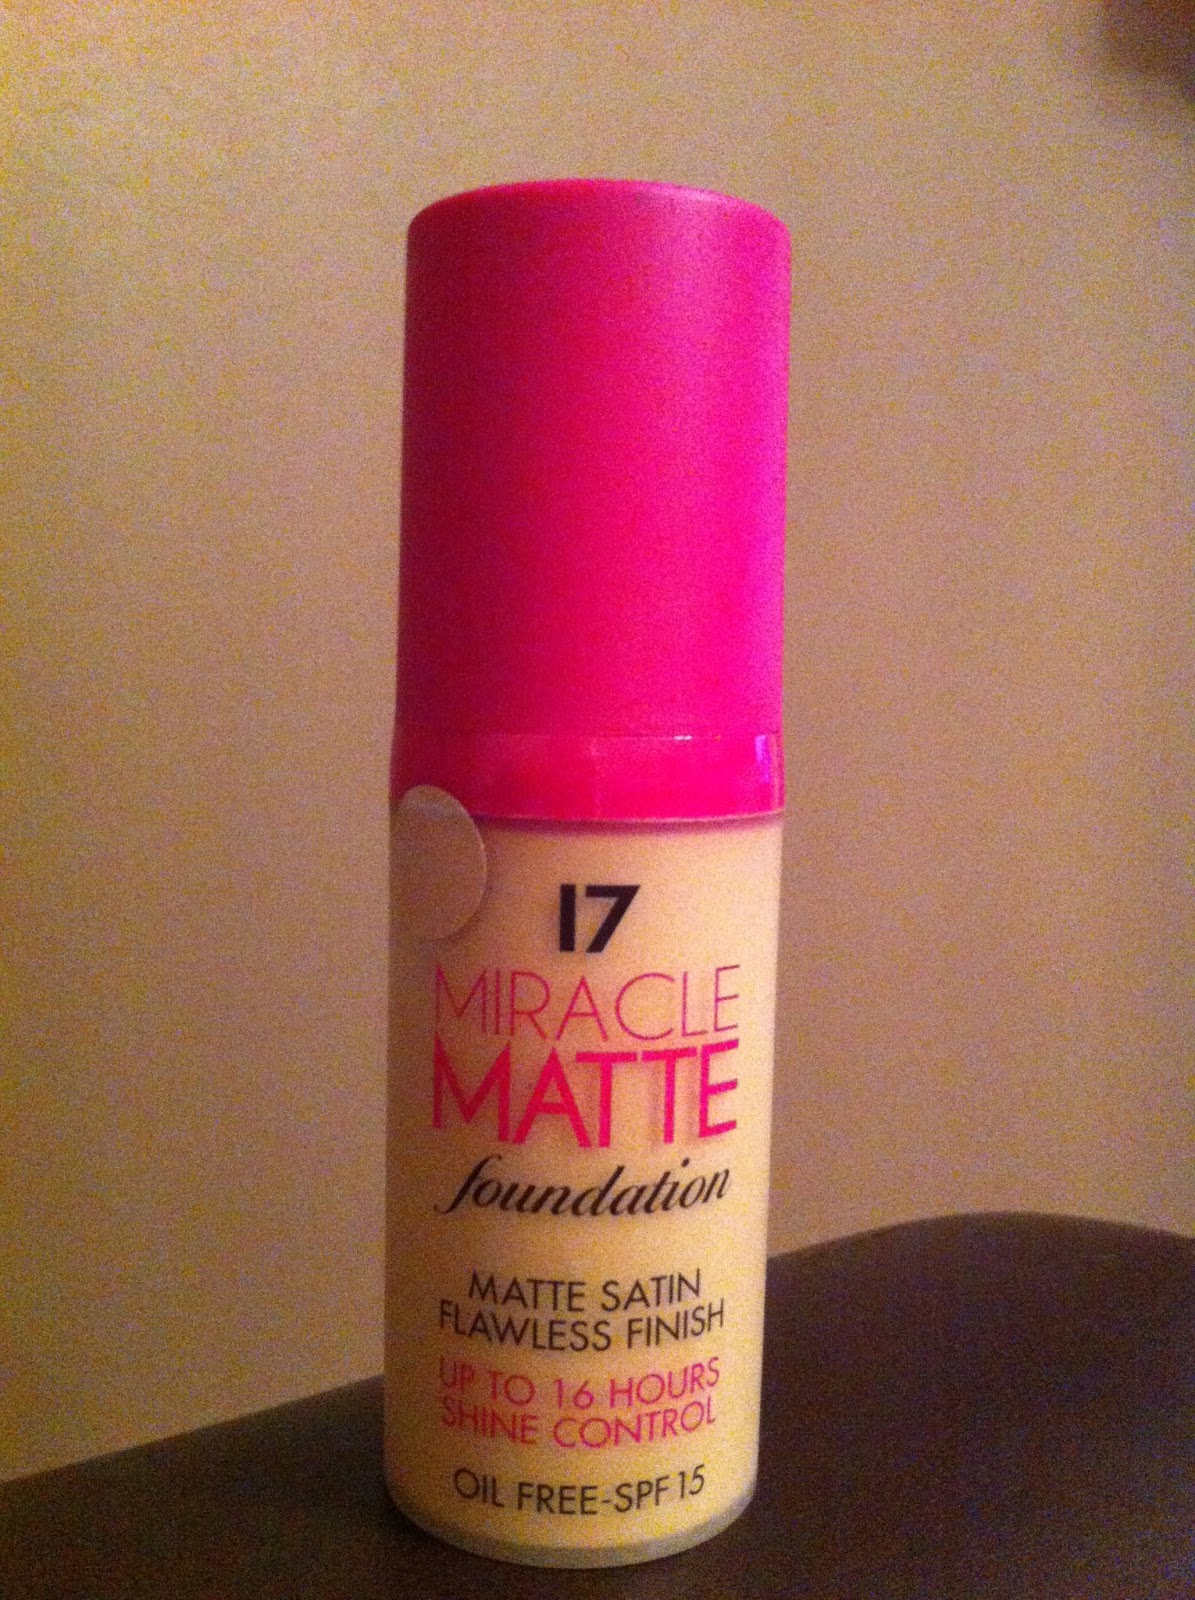 17
MIRACLE
MATTE
foundation
MATTE SATIN
FLAWLESS FINISH
UP TO 16 HOURS
SHINE CONTROL
OIL FREE-SPF 15